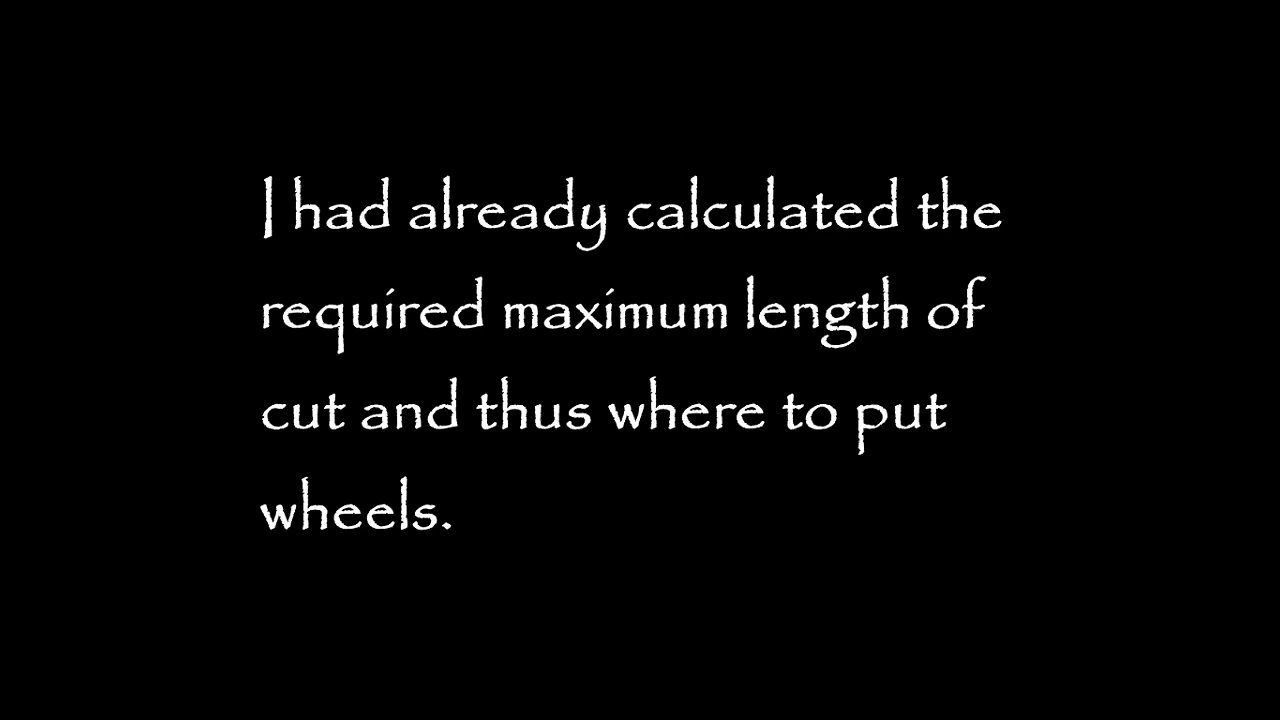 I had already calculated the
required maximum length of
cut and thus where to put
wheels.